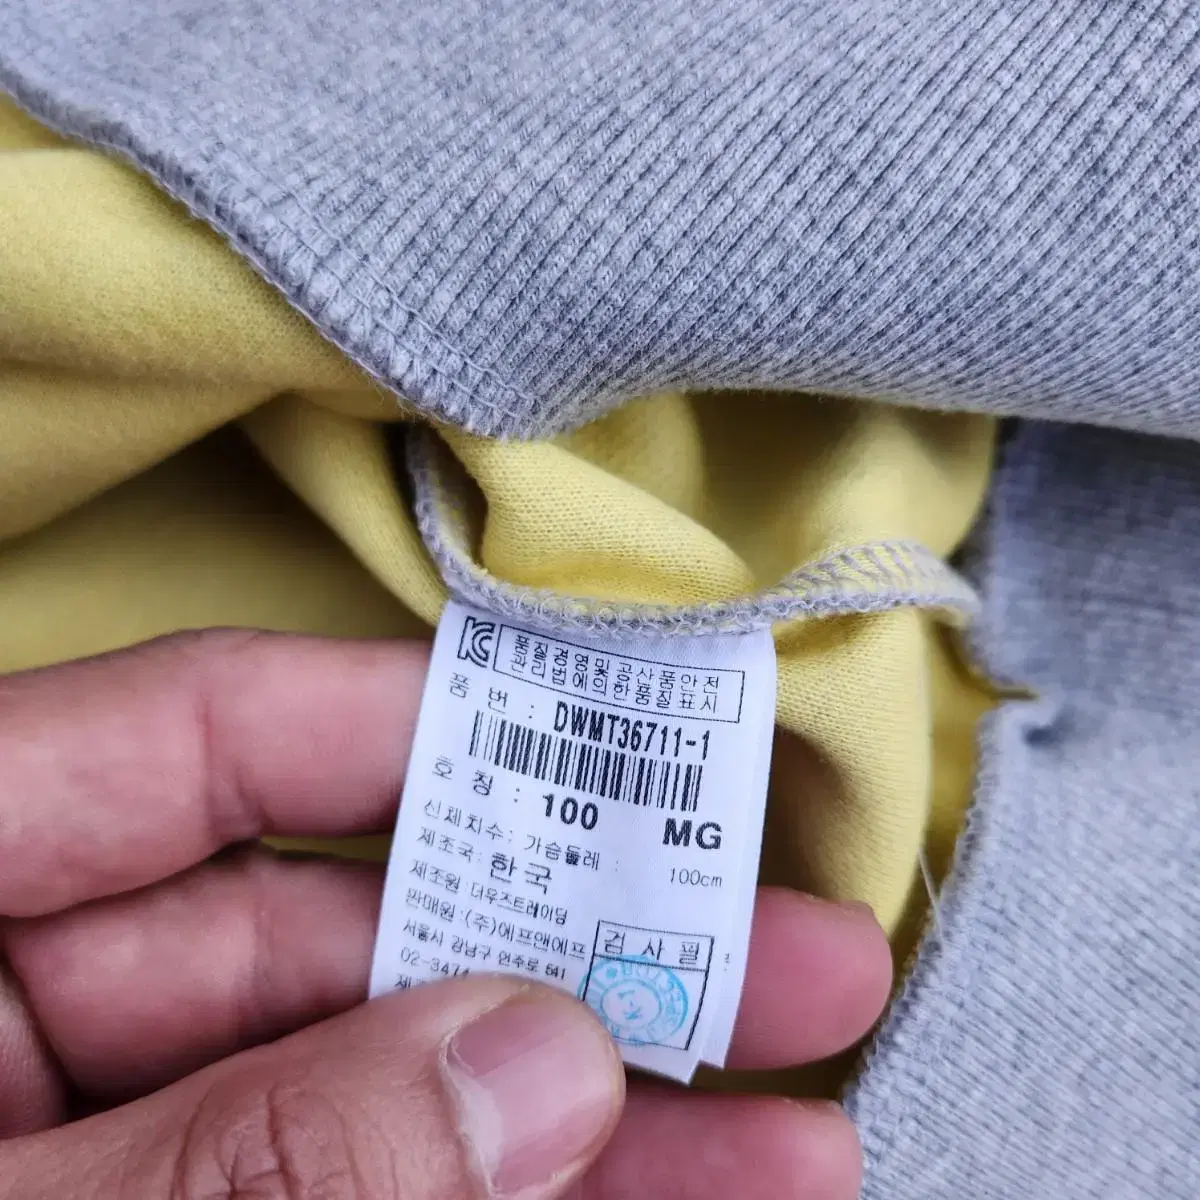 KC 품질경영및공산품안전
관리법에의한품질표시
품 번 : DWMT36711-1
호 칭 : 100 MG
신체치수: 가슴둘레 : 100cm
제조국: 한국
제조원 :더우즈트레이딩
판매원 :(주)에프앤에프
서울시 강남구 언주로 541
02-3474
검 사 필